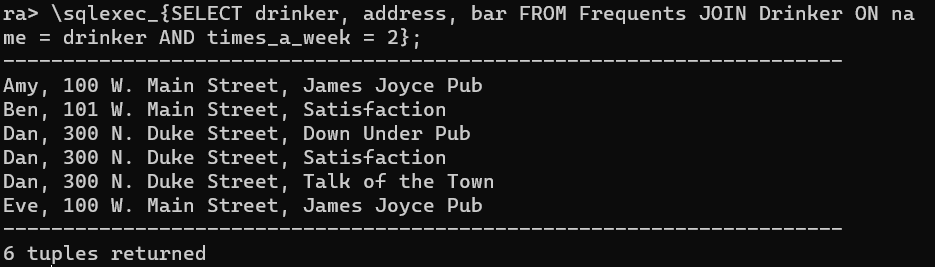 ra> \sqlexec_{SELECT drinker, address, bar FROM Frequents JOIN Drinker ON na
me = drinker AND times_a_week = 2};
----------------------------------------------------------------------
Amy, 100 W. Main Street, James Joyce Pub
Ben, 101 W. Main Street, Satisfaction
Dan, 300 N. Duke Street, Down Under Pub
Dan, 300 N. Duke Street, Satisfaction
Dan, 300 N. Duke Street, Talk of the Town
Eve, 100 W. Main Street, James Joyce Pub
----------------------------------------------------------------------
6 tuples returned